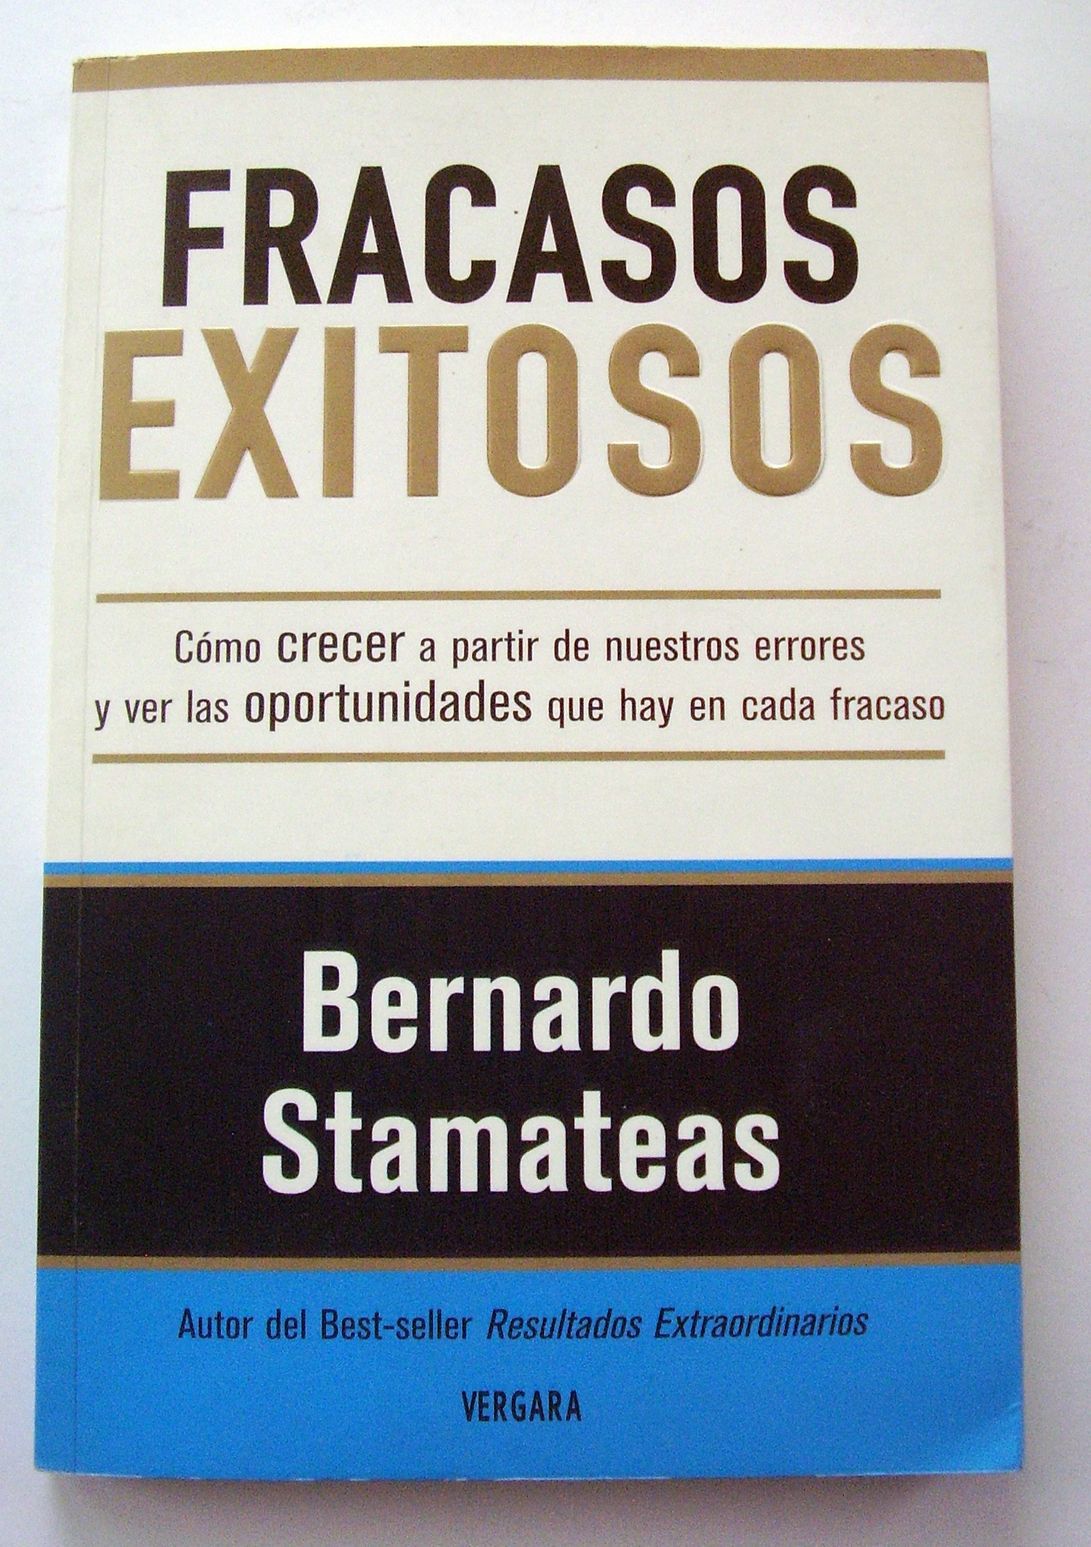 FRACASOS
EXITOSOS
Cómo crecer a partir de nuestros errores
y ver las oportunidades que hay en cada fracaso
Bernardo
Stamateas
Autor del Best-seller Resultados Extraordinarios
VERGARA